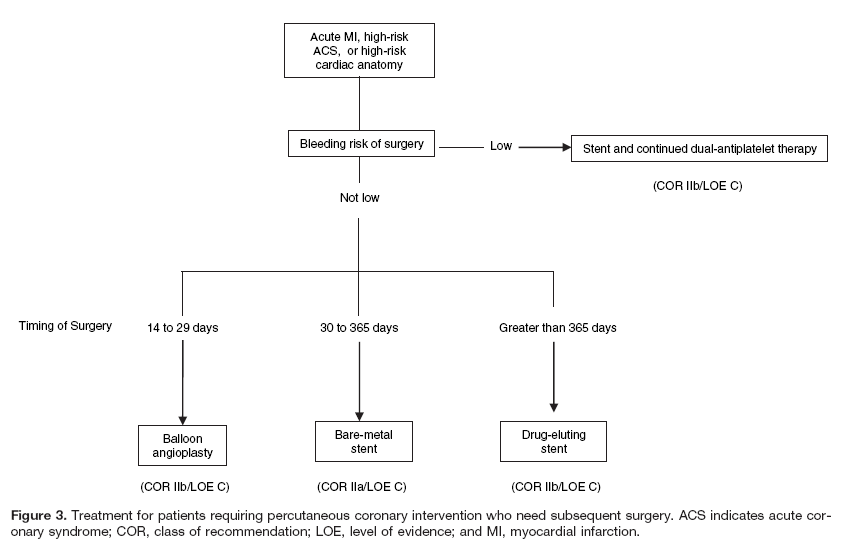 Acute MI, high-risk
ACS, or high-risk
cardiac anatomy
Bleeding risk of surgery
Low
Stent and continued dual-antiplatelet therapy
(COR IIb/LOE C)
Not low
Timing of Surgery
14 to 29 days
30 to 365 days
Greater than 365 days
Balloon
angioplasty
Bare-metal
stent
Drug-eluting
stent
(COR IIb/LOE C)
(COR IIa/LOE C)
(COR IIb/LOE C)
Figure 3. Treatment for patients requiring percutaneous coronary intervention who need subsequent surgery. ACS indicates acute cor-
onary syndrome; COR, class of recommendation; LOE, level of evidence; and MI, myocardial infarction.